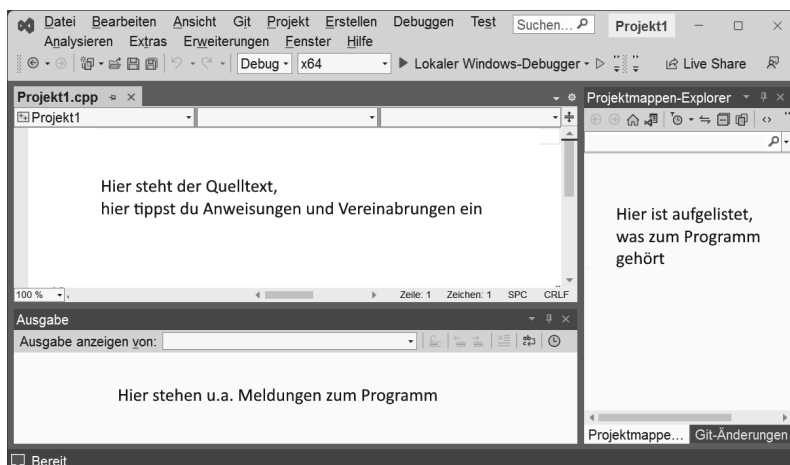 Datei Bearbeiten Ansicht Git Projekt Erstellen Debuggen Test Suchen... Projekt1
Analysieren Extras Erweiterungen Fenster Hilfe
Debug x64 Lokaler Windows-Debugger Live Share
Projekt1.cpp
Projekt1
Hier steht der Quelltext,
hier tippst du Anweisungen und Vereinabrungen ein
100 % Zeile: 1 Zeichen: 1 SPC CRLF
Ausgabe
Ausgabe anzeigen von:
Hier stehen u.a. Meldungen zum Programm
Projektmappen-Explorer
Hier ist aufgelistet,
was zum Programm
gehört
Projektmappe... Git-Änderungen
Bereit